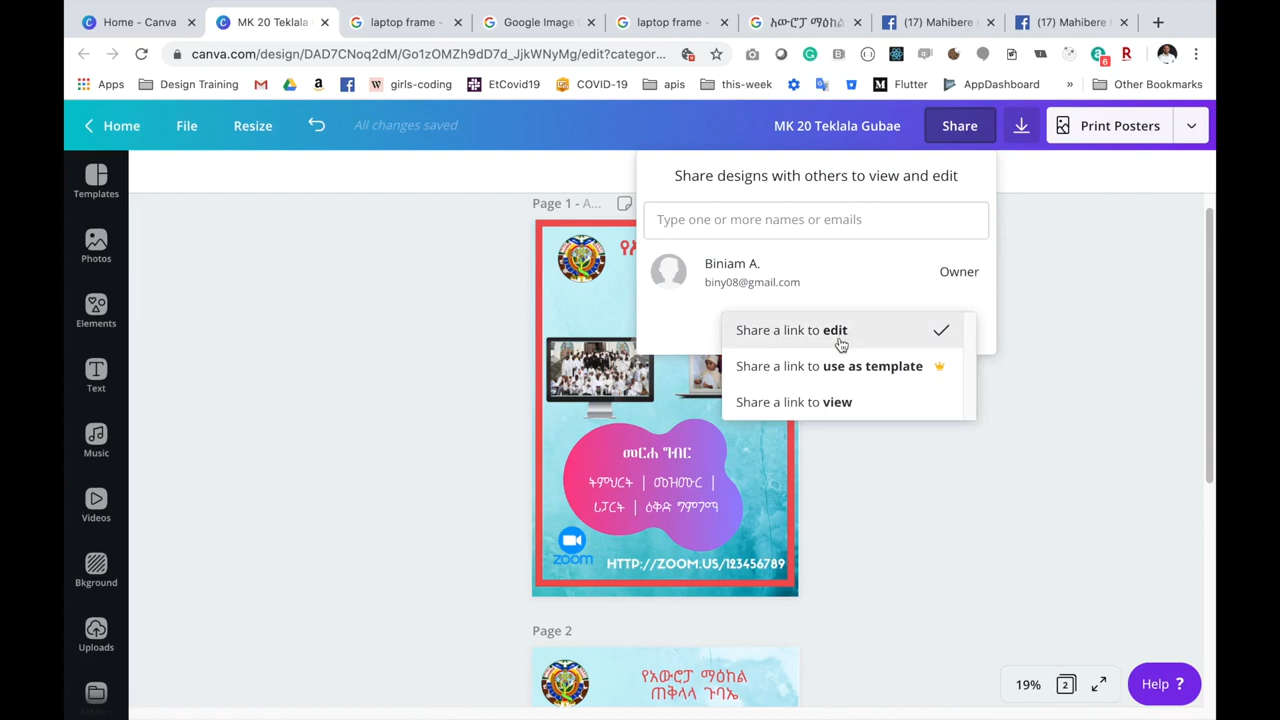 Home - Canva
MK 20 Teklala
laptop frame -
Google Image
laptop frame -
አውሮፓ ማዕከል
(17) Mahibere
(17) Mahibere
canva.com/design/DAD7CNoq2dM/Go1zOMZh9dD7d_JjkWNyMg/edit?categor...
6
Apps
Design Training
girls-coding
EtCovid19
COVID-19
apis
this-week
Flutter
AppDashboard
»
Other Bookmarks
Home
File
Resize
All changes saved
MK 20 Teklala Gubae
Share
Print Posters
Templates
Photos
Elements
Text
Music
Videos
Bkground
Uploads
Share designs with others to view and edit
Type one or more names or emails
Biniam A.
biny08@gmail.com
Owner
Share a link to edit
Share a link to use as template
Share a link to view
Page 1 - A...
መርሐ ግብር
ትምህርት | መዝሙር |
ሪፖርት | ዕቅድ ግምገማ
zoom
HTTP://ZOOM.US/123456789
Page 2
የአውሮፓ ማዕከል
ጠቅላላ ጉባኤ
19%
2
Help ?